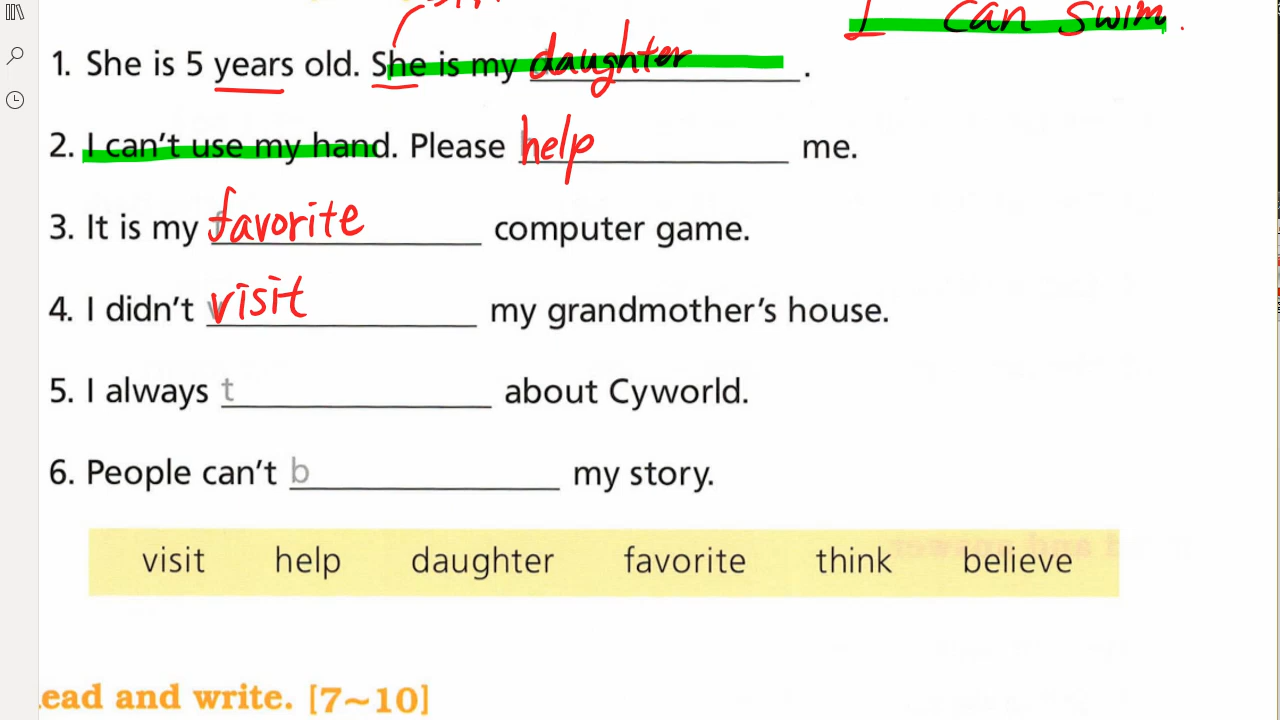 I can swim.
1. She is 5 years old. She is my daughter.
2. I can't use my hand. Please help me.
3. It is my favorite computer game.
4. I didn't visit my grandmother's house.
5. I always t about Cyworld.
6. People can't b my story.
visit help daughter favorite think believe
ead and write. [7~10]